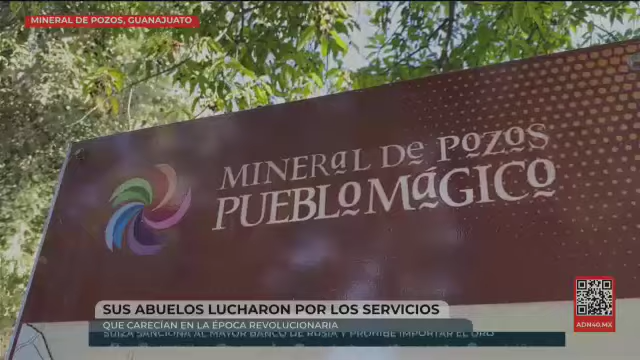 MINERAL DE POZOS, GUANAJUATO
MINERAL DE POZOS
PUEBLO MÁGICO
SUS ABUELOS LUCHARON POR LOS SERVICIOS
QUE CARECÍAN EN LA ÉPOCA REVOLUCIONARIA
SUIZA SANCIONA AL MAYOR BANCO DE RUSIA Y PROHÍBE IMPORTAR EL ORO
ADN40.MX